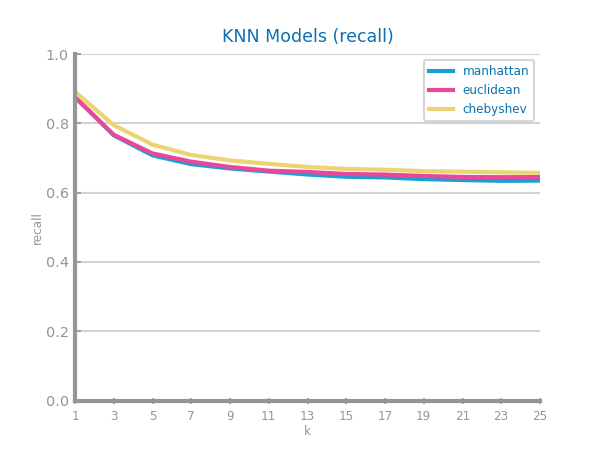 KNN Models (recall)
1.0
0.8
0.6
0.4
0.2
0.0
recall
manhattan
euclidean
chebyshev
1 3 5 7 9 11 13 15 17 19 21 23 25
k